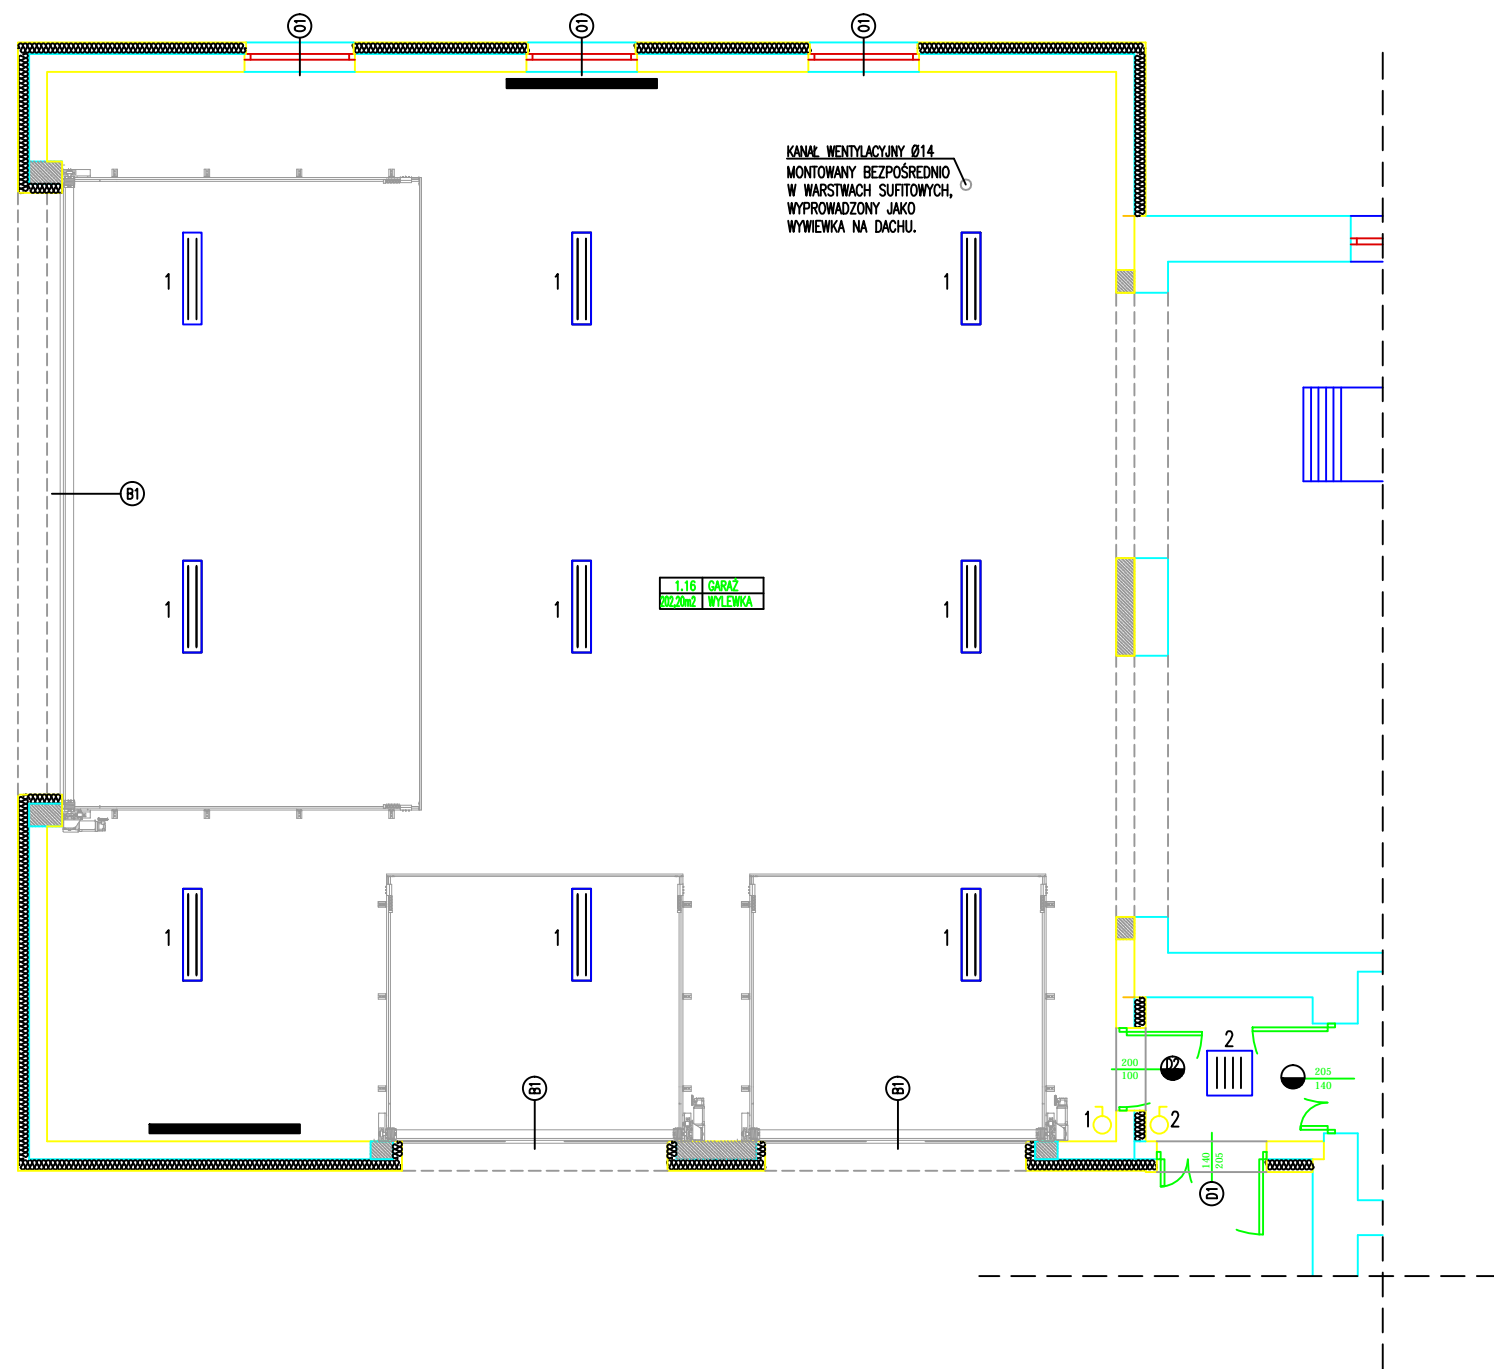 O1
O1
O1
KANAŁ WENTYLACYJNY Ø14
MONTOWANY BEZPOŚREDNIO
W WARSTWACH SUFITOWYCH,
WYPROWADZONY JAKO
WYWIEWKA NA DACHU.
1
1
1
B1
1.16 GARAŻ
202,20m2 WYLEWKA
1
1
1
1
1
1
2
200
100
D2
205
140
B1
B1
1
2
140
205
D1